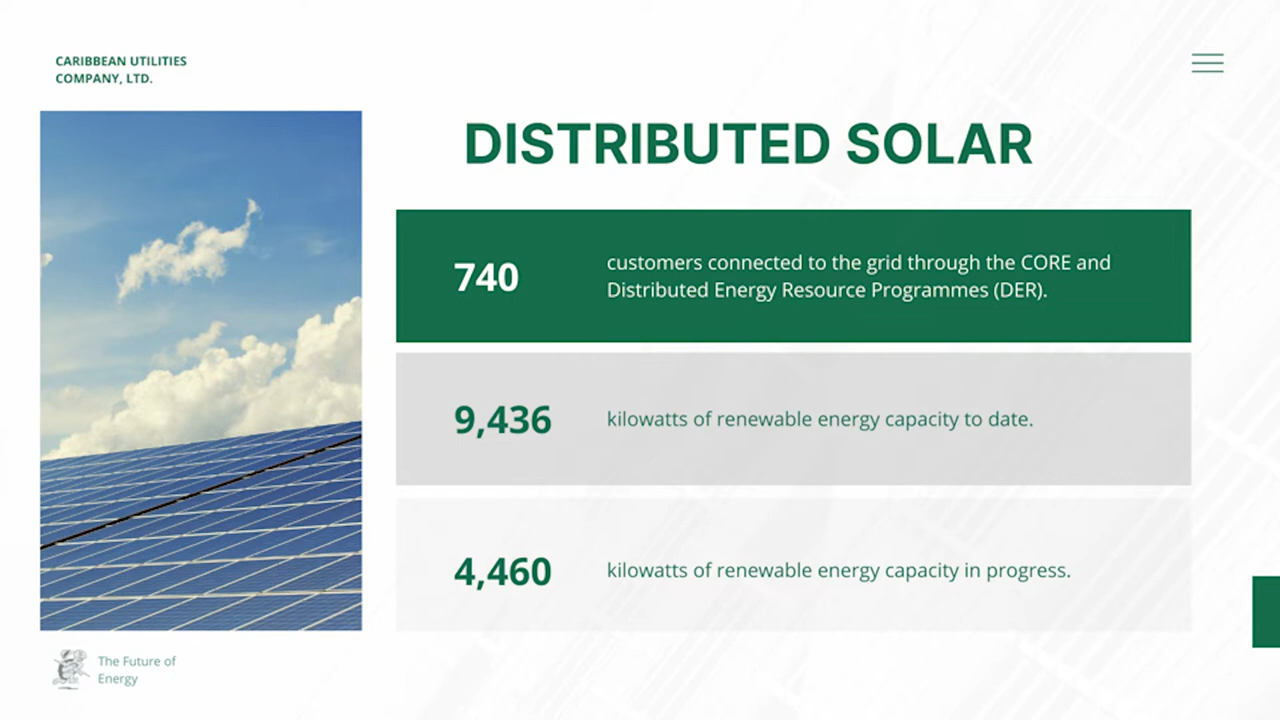 CARIBBEAN UTILITIES
COMPANY, LTD.
DISTRIBUTED SOLAR
740
customers connected to the grid through the CORE and
Distributed Energy Resource Programmes (DER).
9,436
kilowatts of renewable energy capacity to date.
4,460
kilowatts of renewable energy capacity in progress.
The Future of
Energy